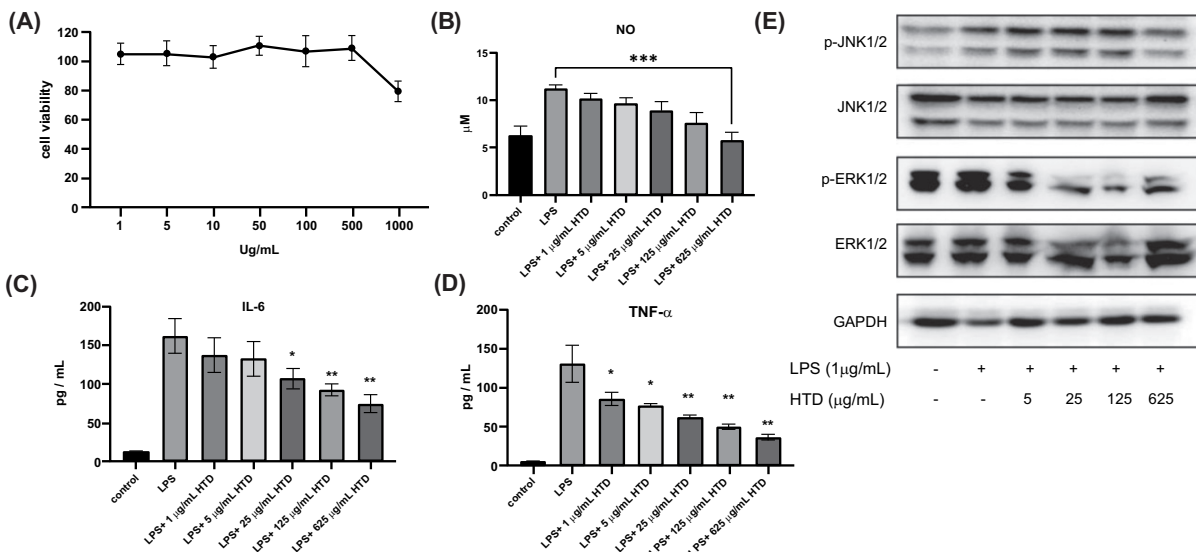 (A)
120
100
80
60
40
20
0
cell viability
1 5 10 50 100 500 1000
Ug/mL
(B)
NO
***
15
10
5
0
μM
control
LPS
LPS+ 1 μg/mL HTD
LPS+ 5 μg/mL HTD
LPS+ 25 μg/mL HTD
LPS+ 125 μg/mL HTD
LPS+ 625 μg/mL HTD
(C)
IL-6
200
150
100
50
0
pg / mL
* ** **
control
LPS
LPS+ 1 μg/mL HTD
LPS+ 5 μg/mL HTD
LPS+ 25 μg/mL HTD
LPS+ 125 μg/mL HTD
LPS+ 625 μg/mL HTD
(D)
TNF-α
200
150
100
50
0
pg / mL
* * ** ** **
control
LPS
LPS+ 1 μg/mL HTD
LPS+ 5 μg/mL HTD
LPS+ 25 μg/mL HTD
LPS+ 125 μg/mL HTD
LPS+ 625 μg/mL HTD
(E)
p-JNK1/2
JNK1/2
p-ERK1/2
ERK1/2
GAPDH
LPS (1μg/mL) - + + + + +
HTD (μg/mL) - - 5 25 125 625